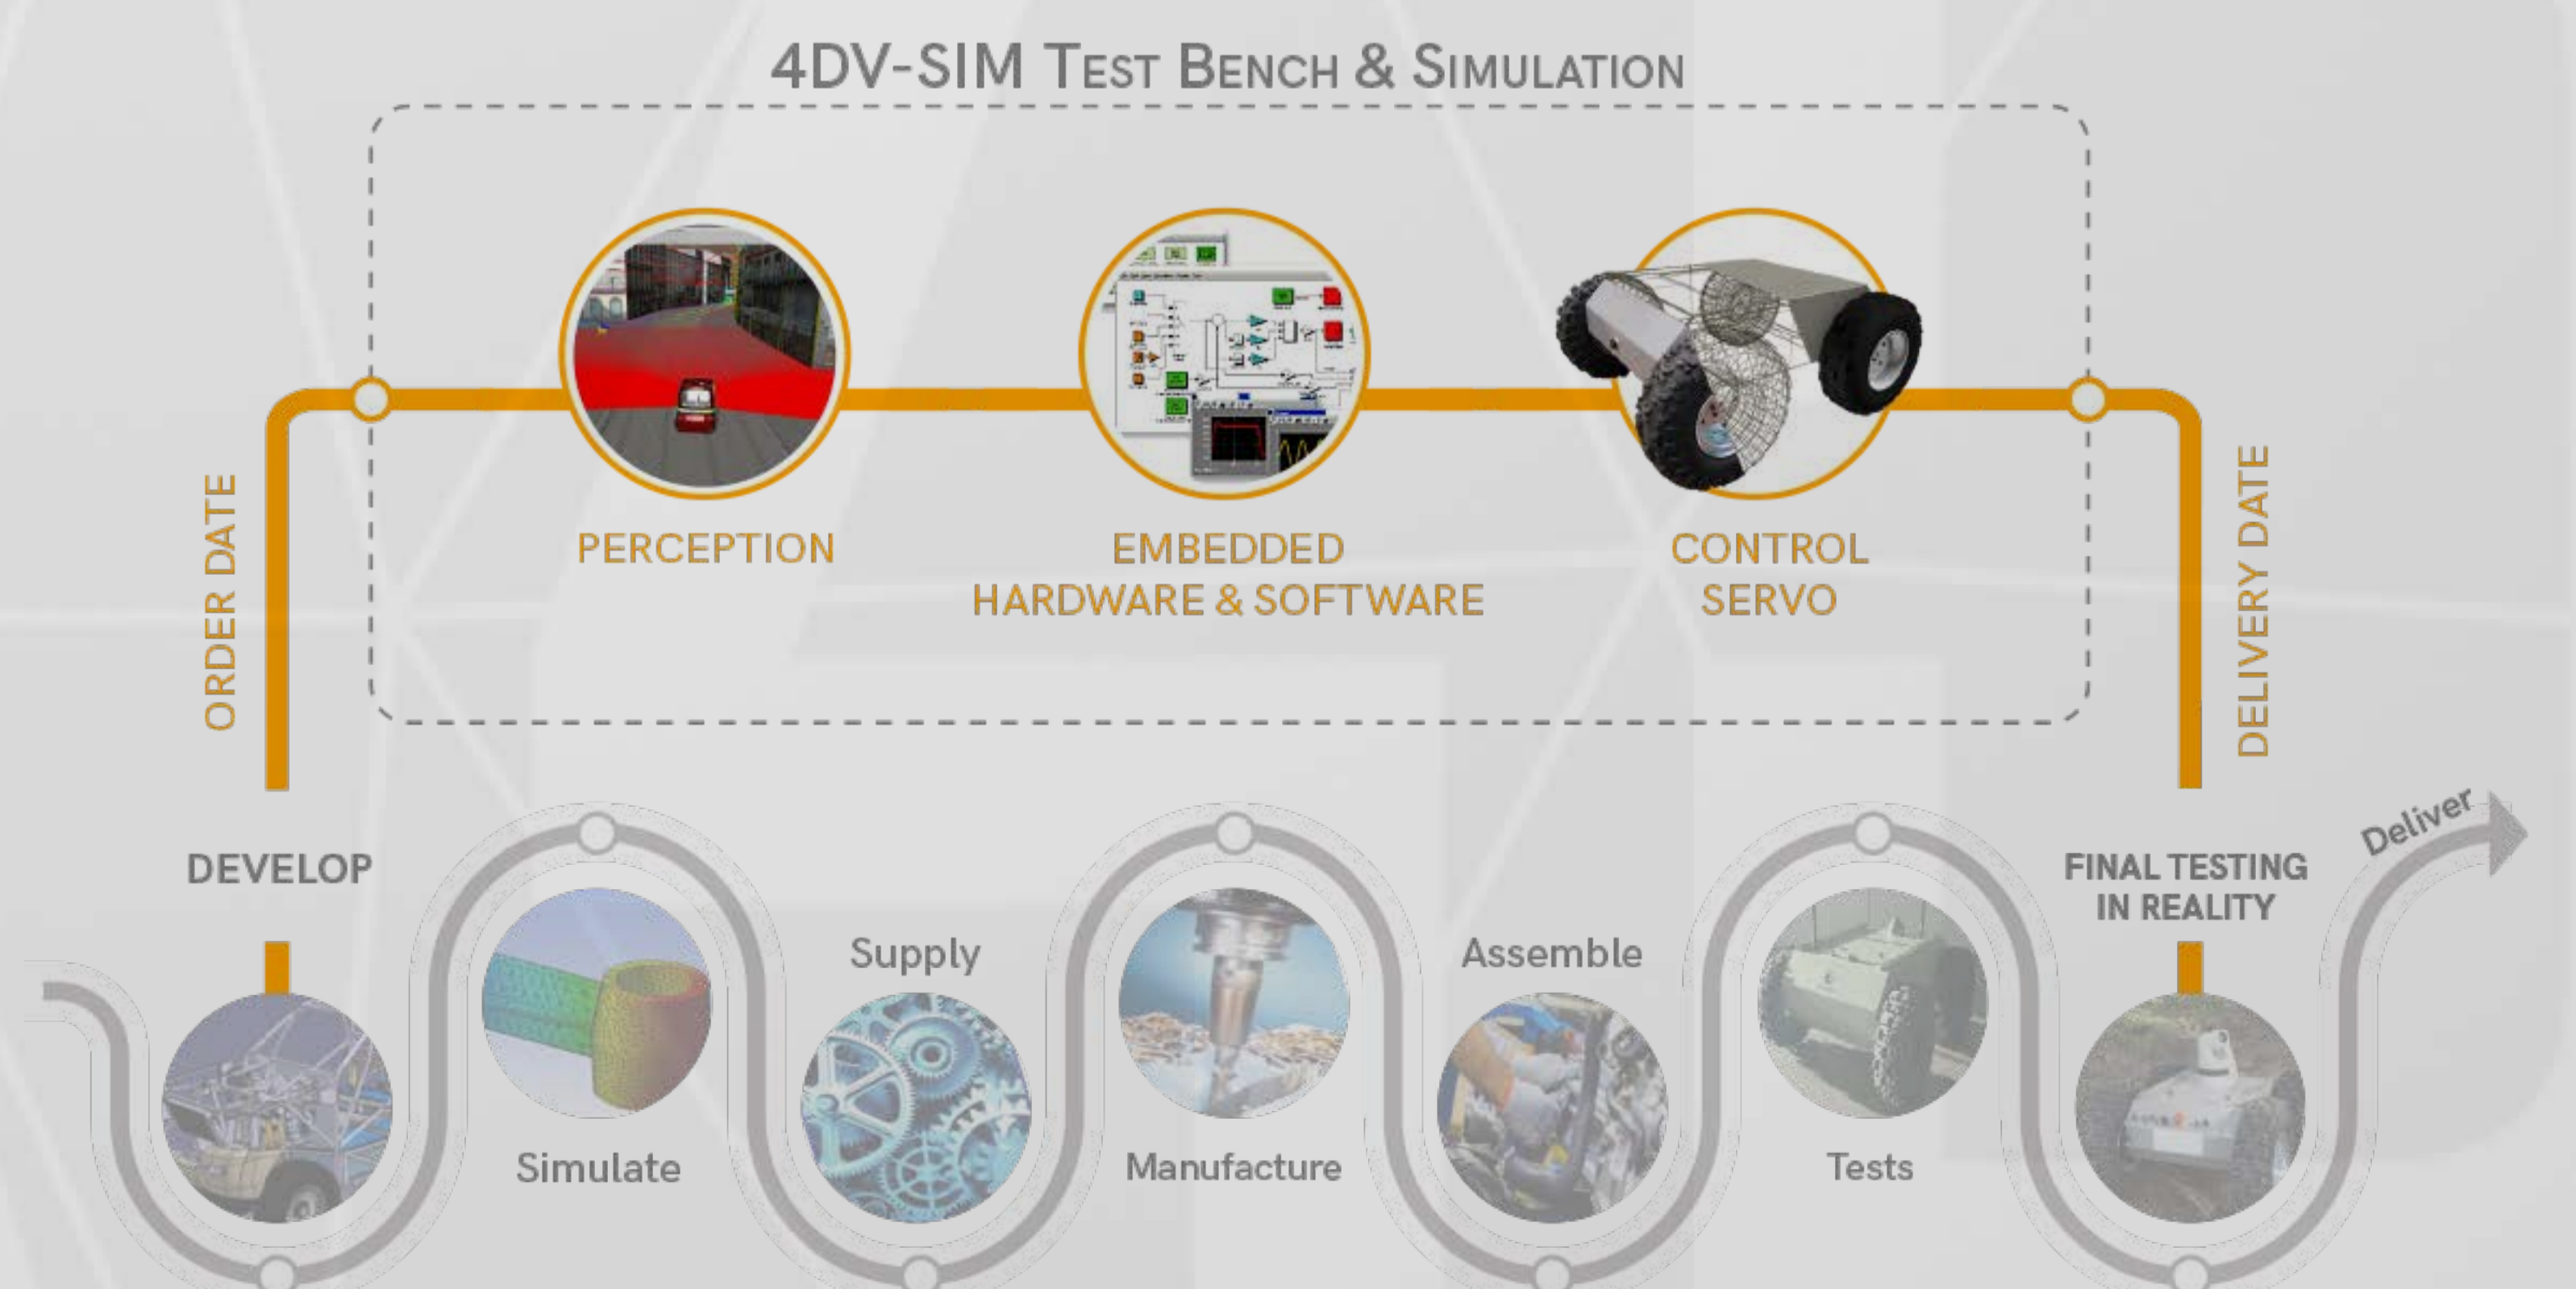 4DV-SIM TEST BENCH & SIMULATION
PERCEPTION
EMBEDDED
HARDWARE & SOFTWARE
CONTROL
SERVO
ORDER DATE
DELIVERY DATE
DEVELOP
Simulate
Supply
Manufacture
Assemble
Tests
FINAL TESTING
IN REALITY
Deliver